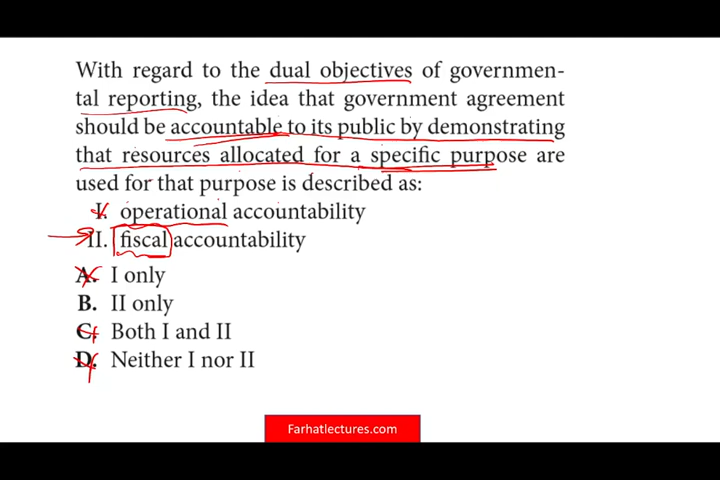 With regard to the dual objectives of governmen-
tal reporting, the idea that government agreement
should be accountable to its public by demonstrating
that resources allocated for a specific purpose are
used for that purpose is described as:
I. operational accountability
II. fiscal accountability
A. I only
B. II only
C. Both I and II
D. Neither I nor II
Farhatlectures.com